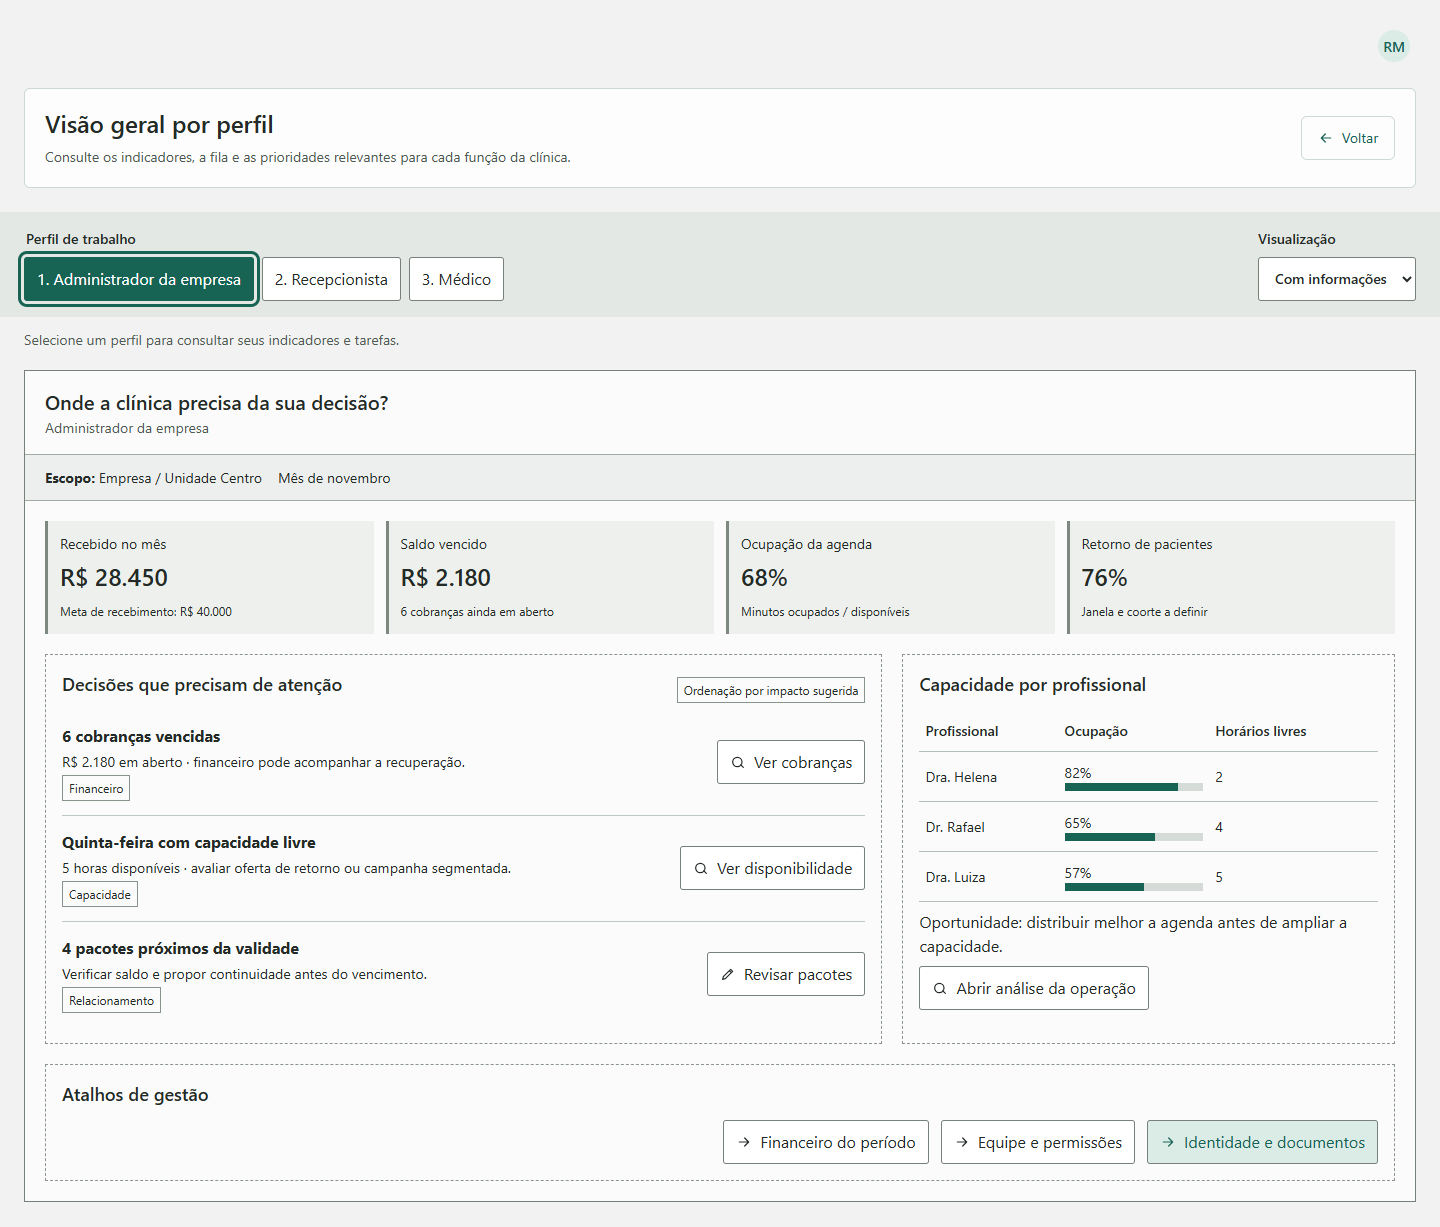 RM
Visão geral por perfil
Consulte os indicadores, a fila e as prioridades relevantes para cada função da clínica.
Voltar
Perfil de trabalho
Visualização
1. Administrador da empresa
2. Recepcionista
3. Médico
Com informações
Selecione um perfil para consultar seus indicadores e tarefas.
Onde a clínica precisa da sua decisão?
Administrador da empresa
Escopo: Empresa / Unidade Centro Mês de novembro
Recebido no mês
R$ 28.450
Meta de recebimento: R$ 40.000
Saldo vencido
R$ 2.180
6 cobranças ainda em aberto
Ocupação da agenda
68%
Minutos ocupados / disponíveis
Retorno de pacientes
76%
Janela e coorte a definir
Decisões que precisam de atenção
Ordenação por impacto sugerida
6 cobranças vencidas
R$ 2.180 em aberto · financeiro pode acompanhar a recuperação.
Financeiro
Ver cobranças
Quinta-feira com capacidade livre
5 horas disponíveis · avaliar oferta de retorno ou campanha segmentada.
Capacidade
Ver disponibilidade
4 pacotes próximos da validade
Verificar saldo e propor continuidade antes do vencimento.
Relacionamento
Revisar pacotes
Capacidade por profissional
Profissional Ocupação Horários livres
Dra. Helena 82% 2
Dr. Rafael 65% 4
Dra. Luiza 57% 5
Oportunidade: distribuir melhor a agenda antes de ampliar a
capacidade.
Abrir análise da operação
Atalhos de gestão
Financeiro do período
Equipe e permissões
Identidade e documentos